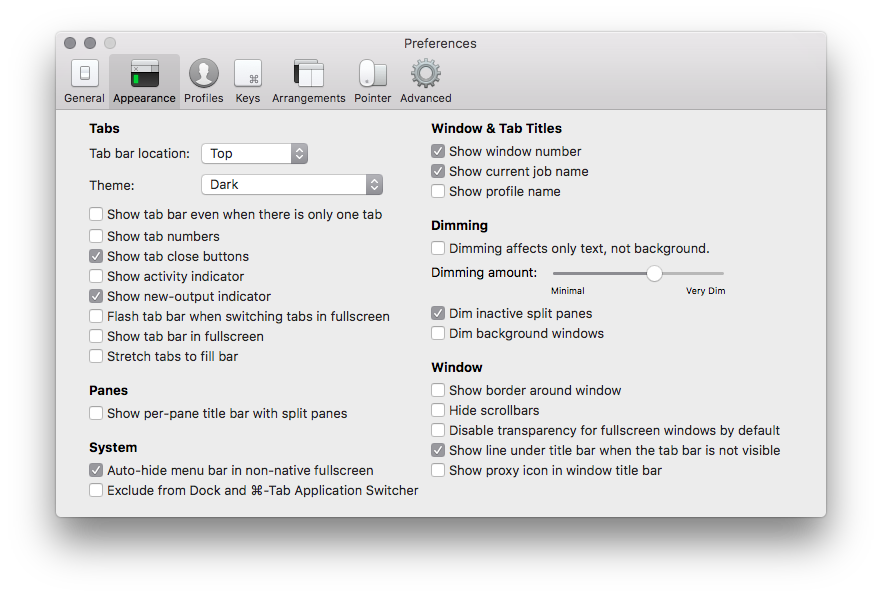 Preferences
General
Appearance
Profiles
Keys
Arrangements
Pointer
Advanced
Tabs
Tab bar location: Top
Theme: Dark
Show tab bar even when there is only one tab
Show tab numbers
Show tab close buttons
Show activity indicator
Show new-output indicator
Flash tab bar when switching tabs in fullscreen
Show tab bar in fullscreen
Stretch tabs to fill bar
Panes
Show per-pane title bar with split panes
System
Auto-hide menu bar in non-native fullscreen
Exclude from Dock and ⌘-Tab Application Switcher
Window & Tab Titles
Show window number
Show current job name
Show profile name
Dimming
Dimming affects only text, not background.
Dimming amount:
Minimal Very Dim
Dim inactive split panes
Dim background windows
Window
Show border around window
Hide scrollbars
Disable transparency for fullscreen windows by default
Show line under title bar when the tab bar is not visible
Show proxy icon in window title bar